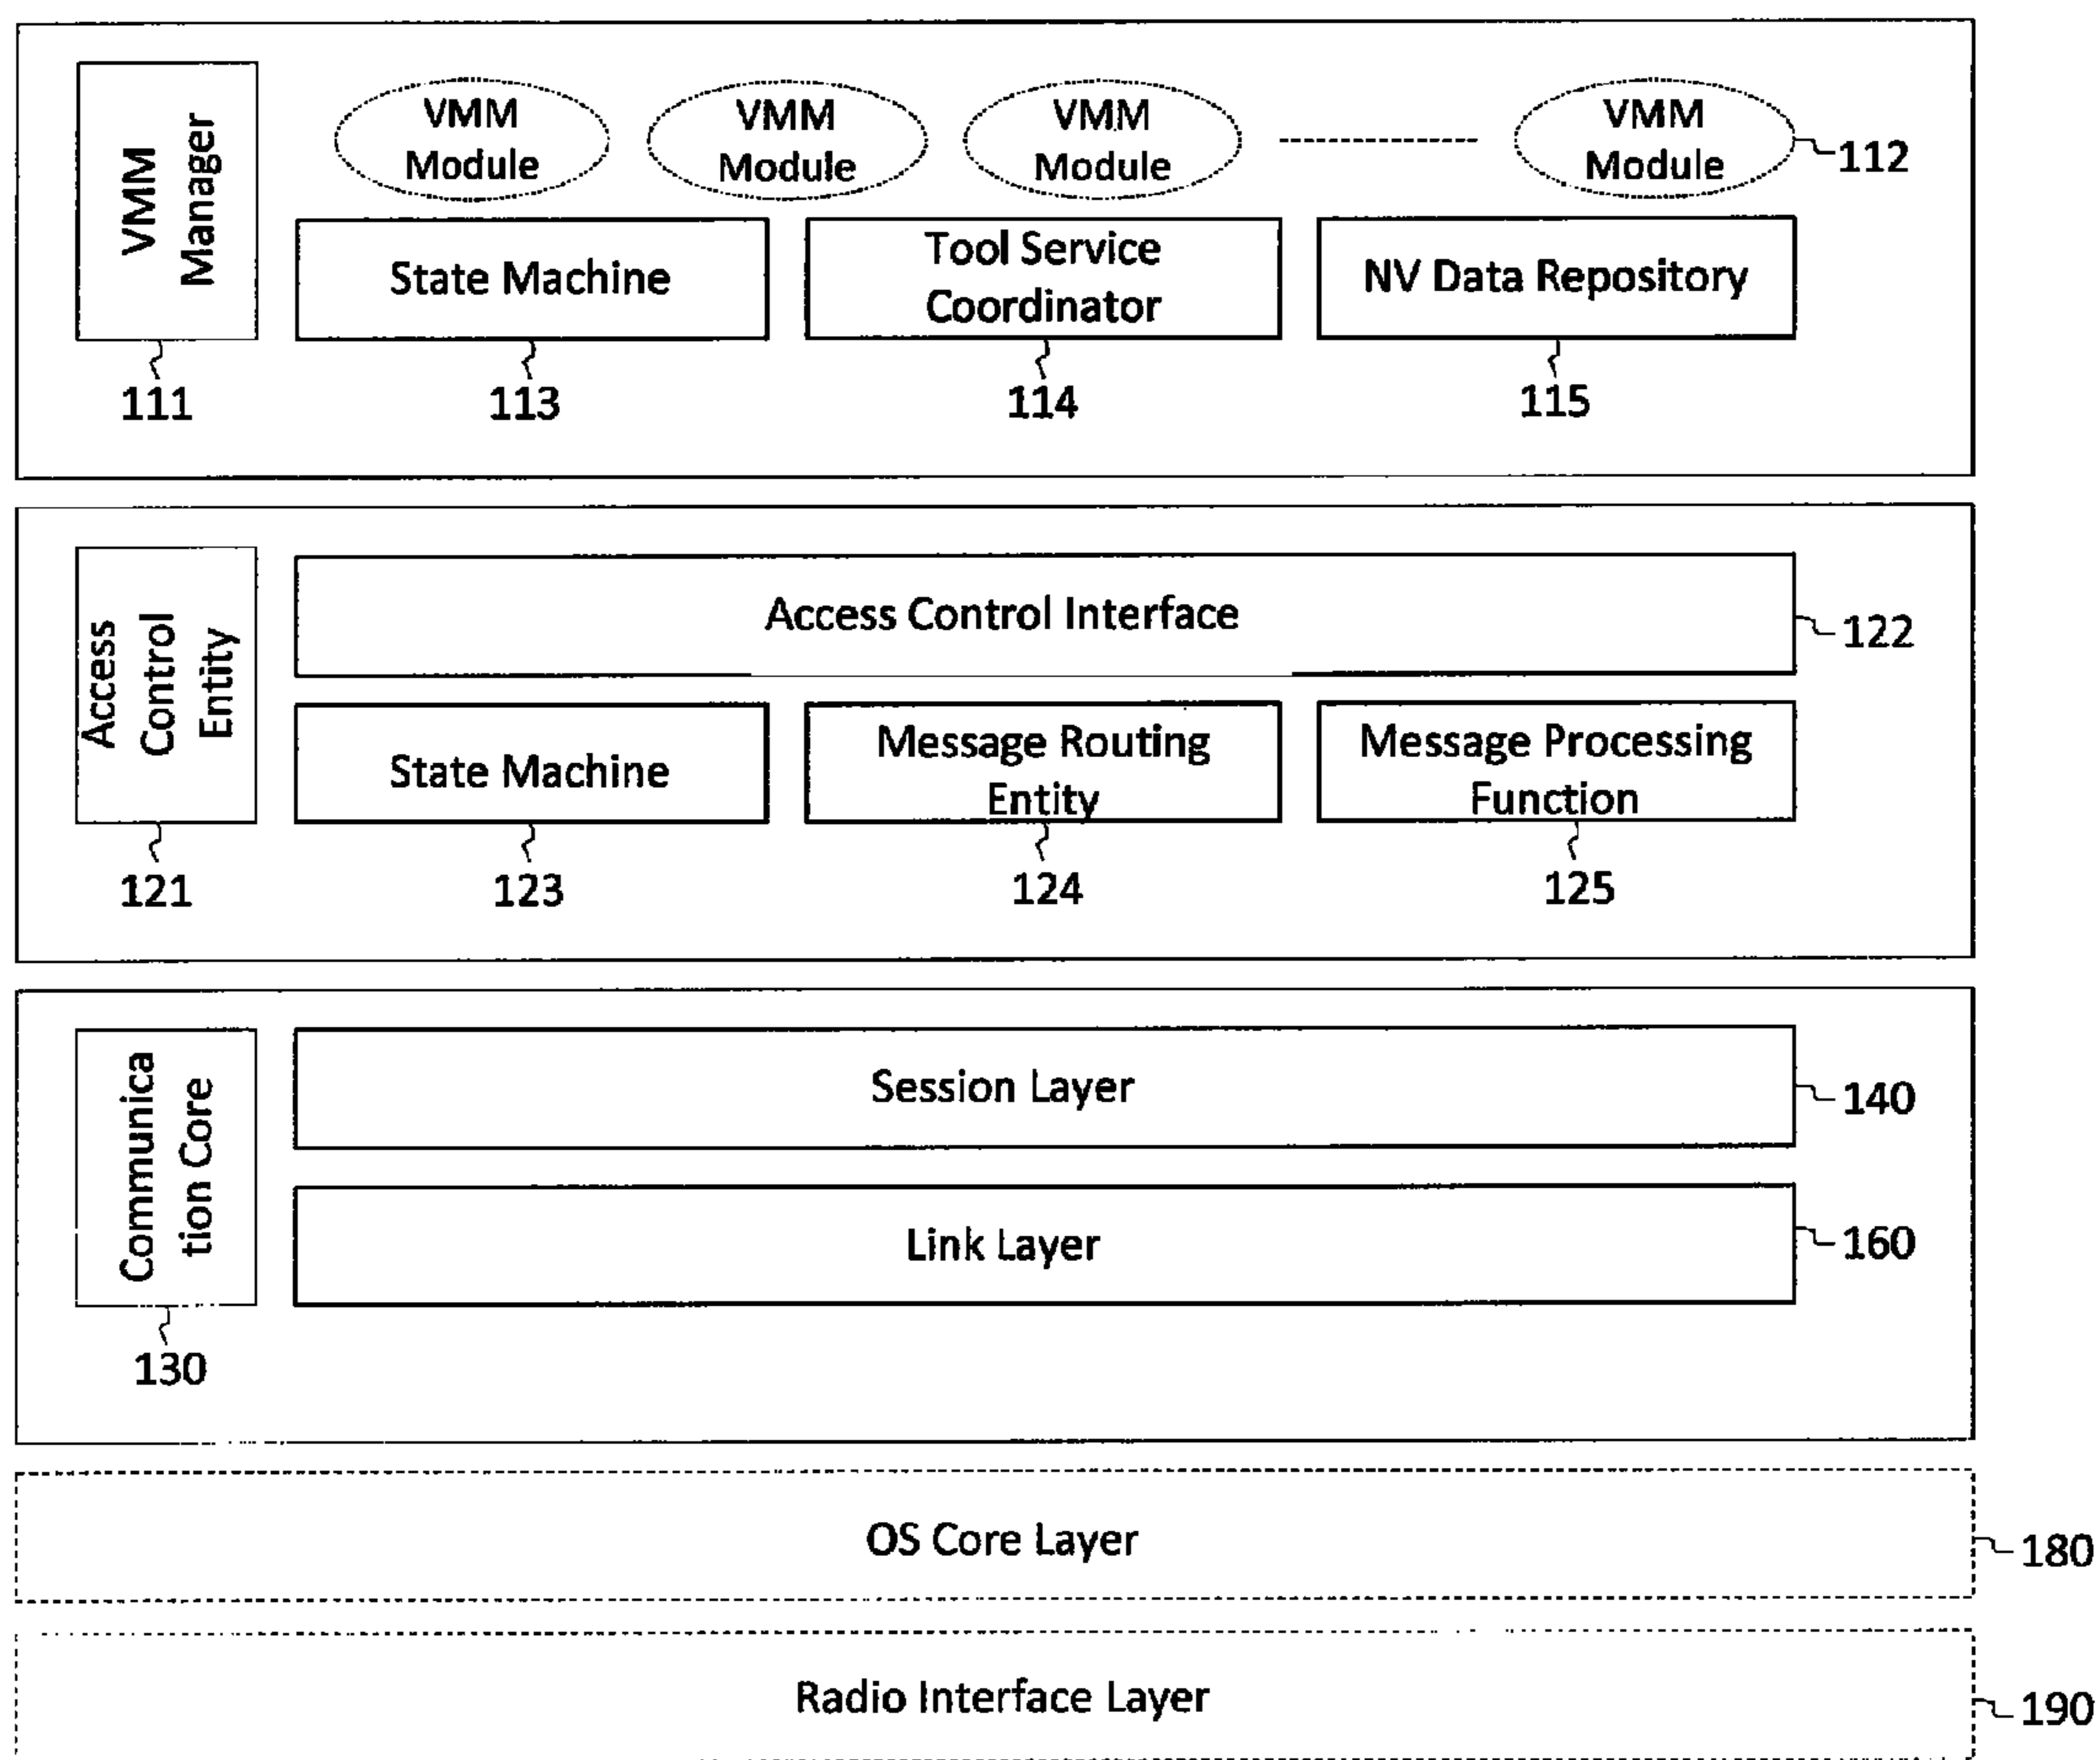 VMM
Manager
VMM
Module
VMM
Module
VMM
Module
VMM
Module
112
State Machine
Tool Service
Coordinator
NV Data Repository
111
113
114
115
Access
Control
Entity
Access Control Interface
122
State Machine
Message Routing
Entity
Message Processing
Function
121
123
124
125
Communica
tion Core
Session Layer
140
Link Layer
160
130
OS Core Layer
180
Radio Interface Layer
190